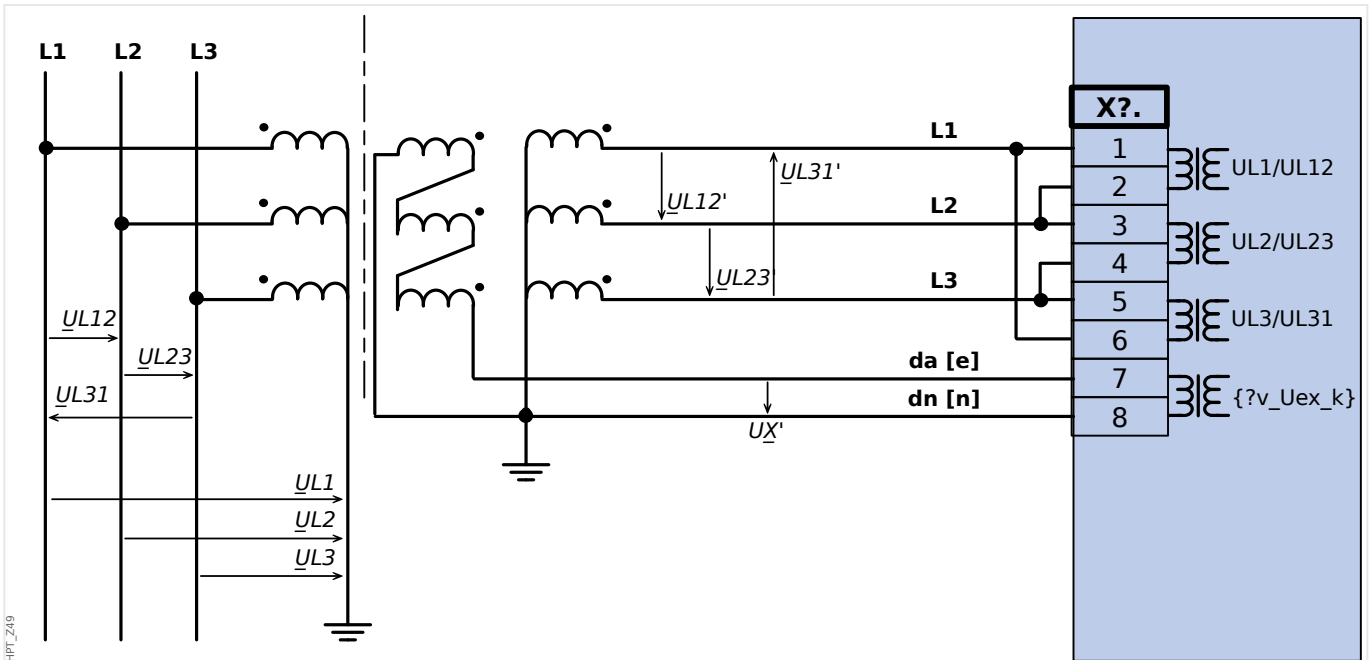 L1 L2 L3
X?.
L1
1
UL31'
UL1/UL12
2
UL12'
L2
3
UL2/UL23
4
UL23'
L3
5
UL12
UL3/UL31
6
UL23
da [e]
7
UL31
dn [n]
{?v_Uex_k}
8
UX'
UL1
UL2
UL3
HPT_Z49